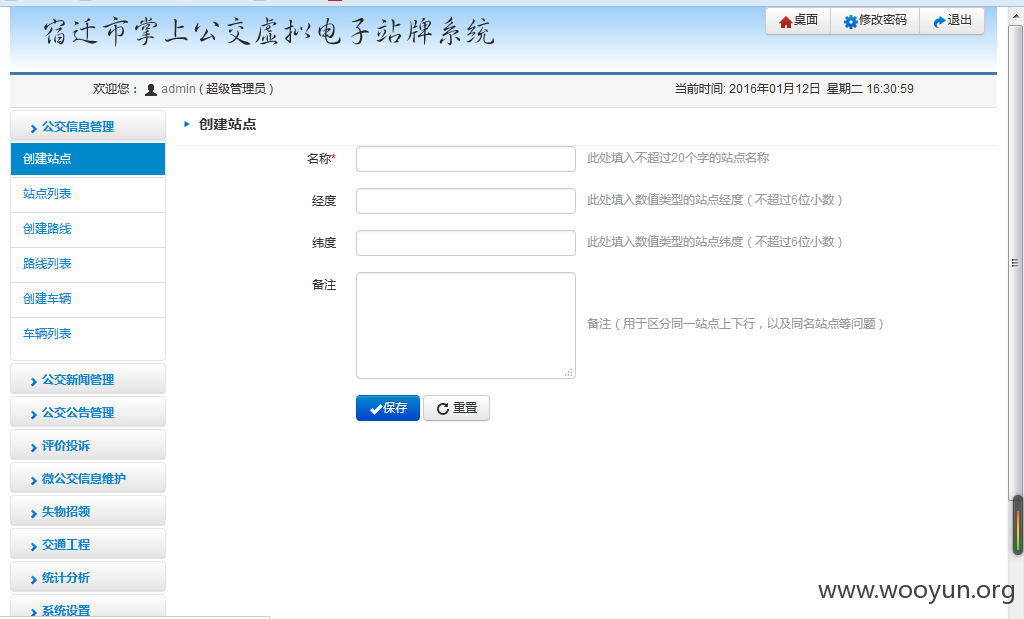 宿迁市掌上公交虚拟电子站牌系统
桌面 修改密码 退出
欢迎您： admin ( 超级管理员 ) 当前时间: 2016年01月12日 星期二 16:30:59
公交信息管理
创建站点
站点列表
创建路线
路线列表
创建车辆
车辆列表
公交新闻管理
公交公告管理
评价投诉
微公交信息维护
失物招领
交通工程
统计分析
系统设置
创建站点
名称* 此处填入不超过20个字的站点名称
经度 此处填入数值类型的站点经度（不超过6位小数）
纬度 此处填入数值类型的站点纬度（不超过6位小数）
备注 备注（用于区分同一站点上下行，以及同名站点等问题）
保存 重置
www.wooyun.org